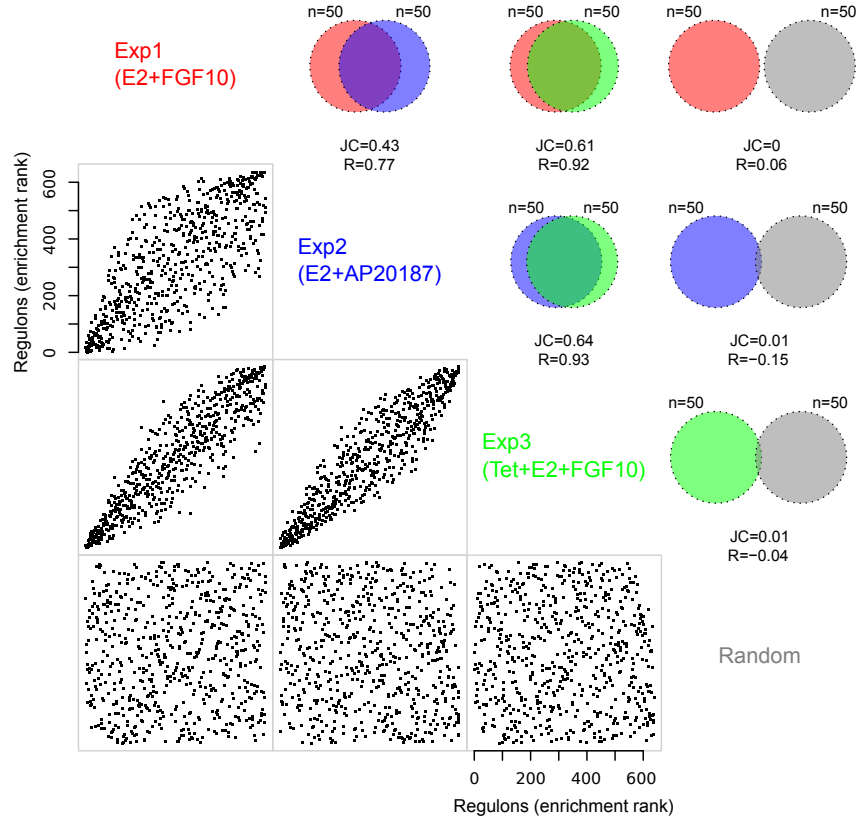 n=50 n=50
n=50 n=50
n=50 n=50
Exp1
(E2+FGF10)
JC=0.43
R=0.77
JC=0.61
R=0.92
JC=0
R=0.06
Regulons (enrichment rank)
0 200 400 600
Exp2
(E2+AP20187)
n=50 n=50
n=50 n=50
JC=0.64
R=0.93
JC=0.01
R=−0.15
Exp3
(Tet+E2+FGF10)
n=50 n=50
JC=0.01
R=−0.04
Random
0 200 400 600
Regulons (enrichment rank)